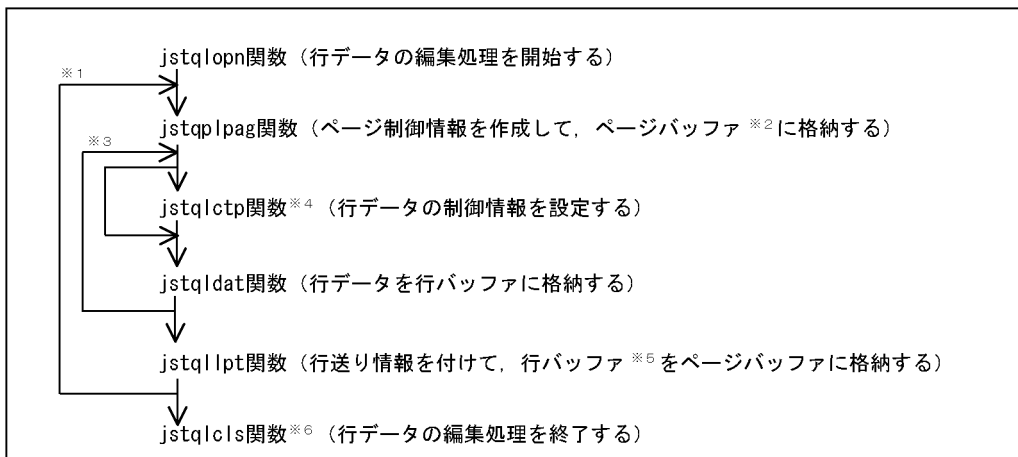 jstqlopn関数（行データの編集処理を開始する）
※1
jstqplpag関数（ページ制御情報を作成して，ページバッファ※2に格納する）
※3
jstqlctp関数※4（行データの制御情報を設定する）
jstqldat関数（行データを行バッファに格納する）
jstqllpt関数（行送り情報を付けて，行バッファ※5をページバッファに格納する）
jstqlcls関数※6（行データの編集処理を終了する）